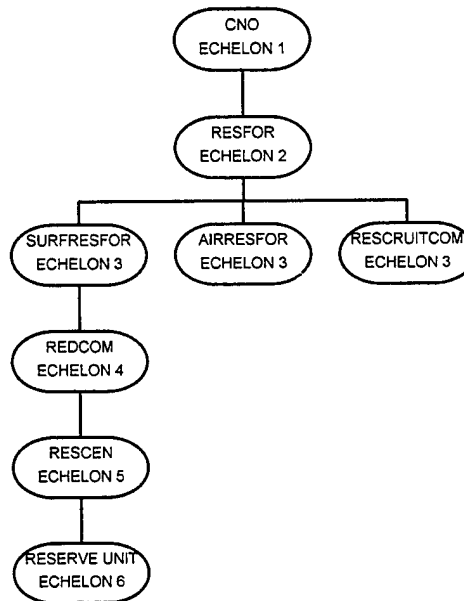 CNO
ECHELON 1
RESFOR
ECHELON 2
SURFRESFOR
ECHELON 3
AIRRESFOR
ECHELON 3
RESCRUITCOM
ECHELON 3
REDCOM
ECHELON 4
RESCEN
ECHELON 5
RESERVE UNIT
ECHELON 6